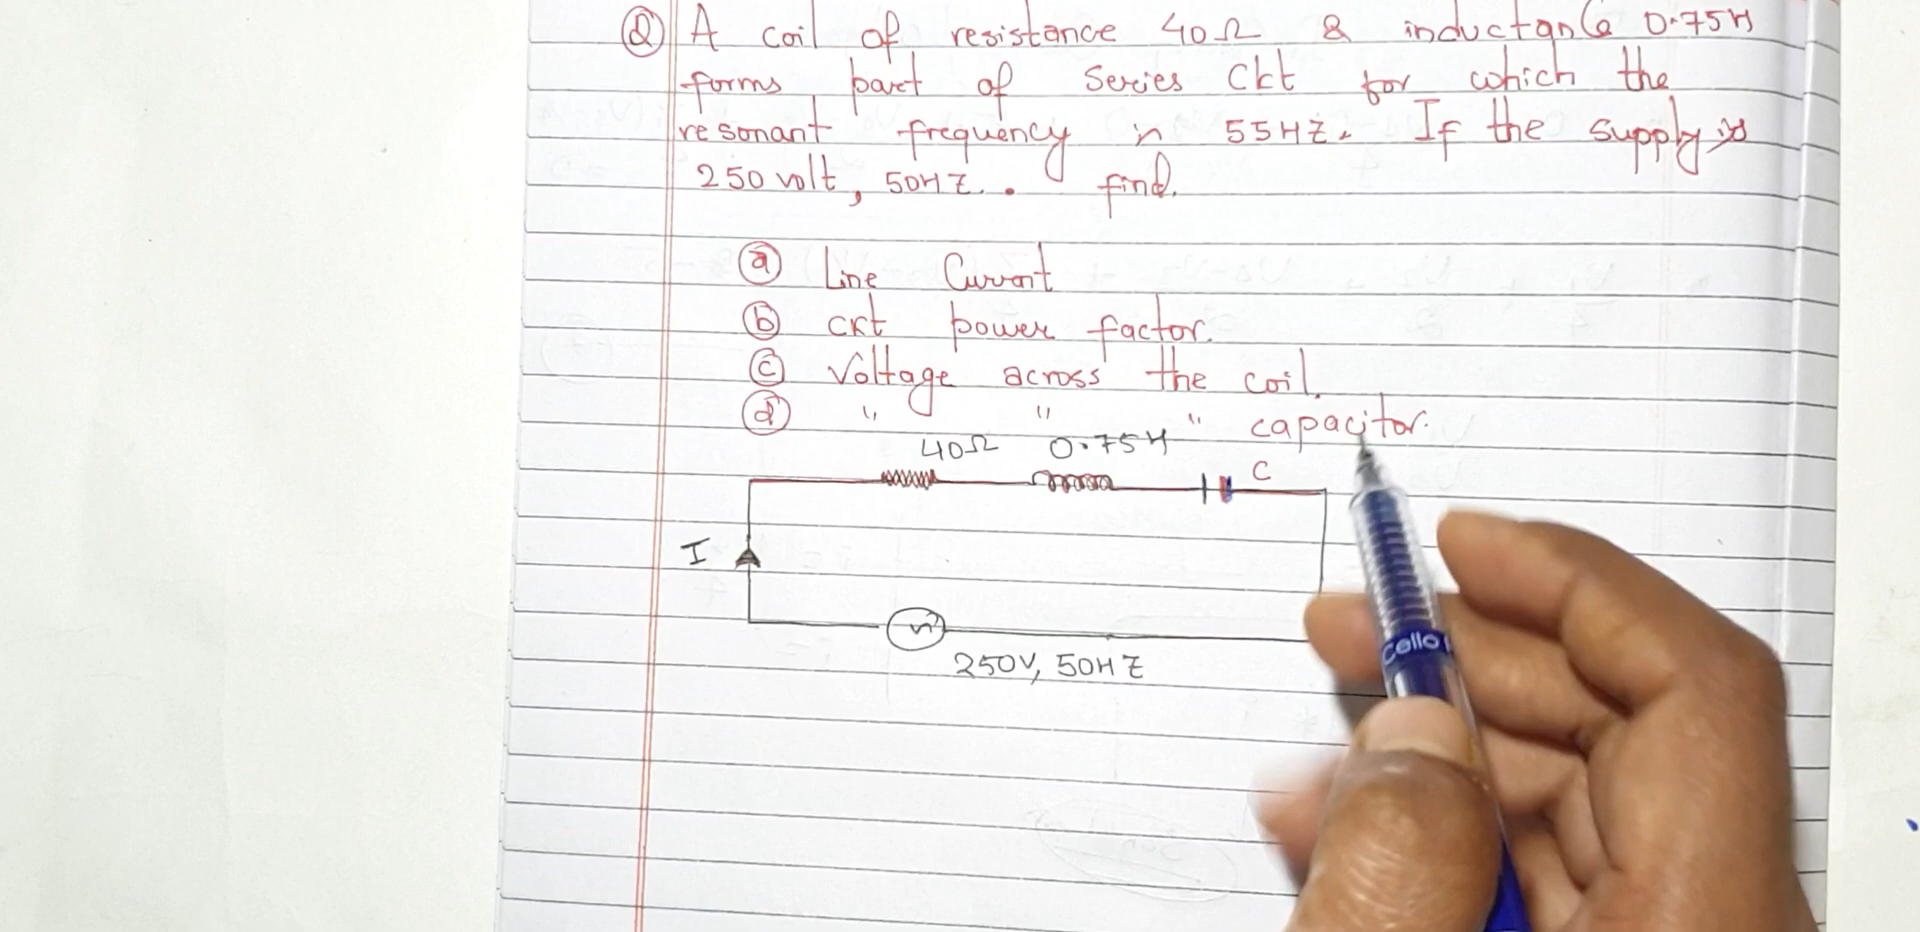 Q A coil of resistance 40Ω & inductance 0.75H
forms part of Series Ckt for which the
resonant frequency is 55HZ. If the supply is
250 volt, 50HZ.. find.
a Line Current
b ckt power factor.
c Voltage across the coil.
d " " " capacitor.
40Ω 0.75H
C
I
250V, 50HZ
Cello